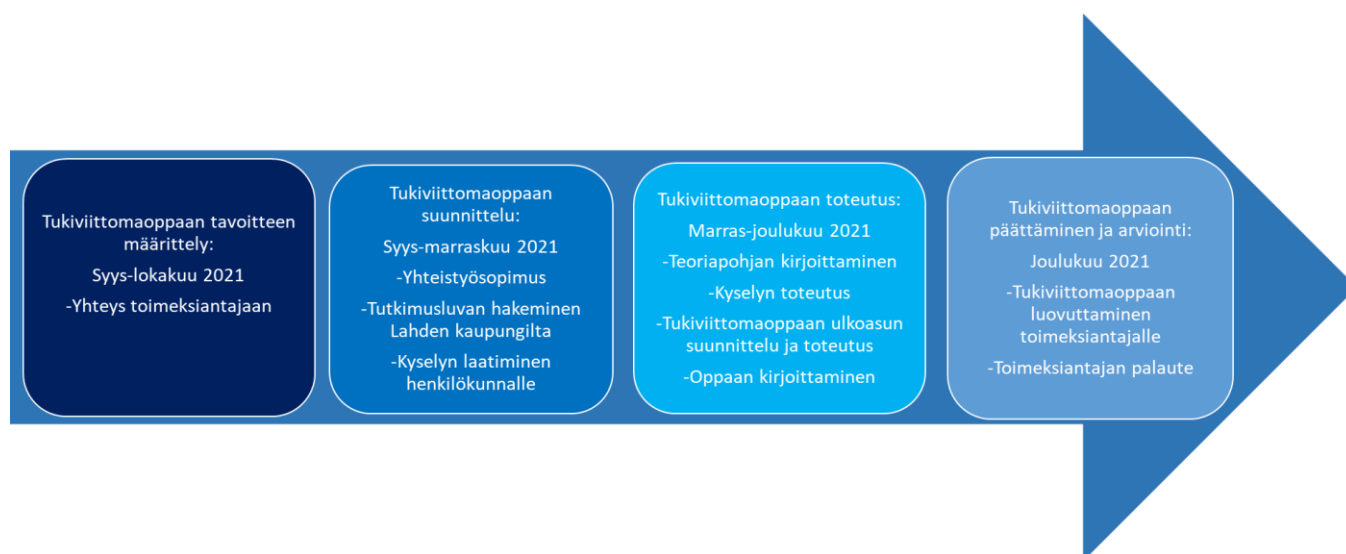 Tukiviittomaoppaan tavoitteen
määrittely:
Syys-lokakuu 2021
-Yhteys toimeksiantajaan
Tukiviittomaoppaan
suunnittelu:
Syys-marraskuu 2021
-Yhteistyösopimus
-Tutkimusluvan hakeminen
Lahden kaupungilta
-Kyselyn laatiminen
henkilökunnalle
Tukiviittomaoppaan toteutus:
Marras-joulukuu 2021
-Teoriapohjan kirjoittaminen
-Kyselyn toteutus
-Tukiviittomaoppaan ulkoasun
suunnittelu ja toteutus
-Oppaan kirjoittaminen
Tukiviittomaoppaan
päättäminen ja arviointi:
Joulukuu 2021
-Tukiviittomaoppaan
luovuttaminen
toimeksiantajalle
-Toimeksiantajan palaute